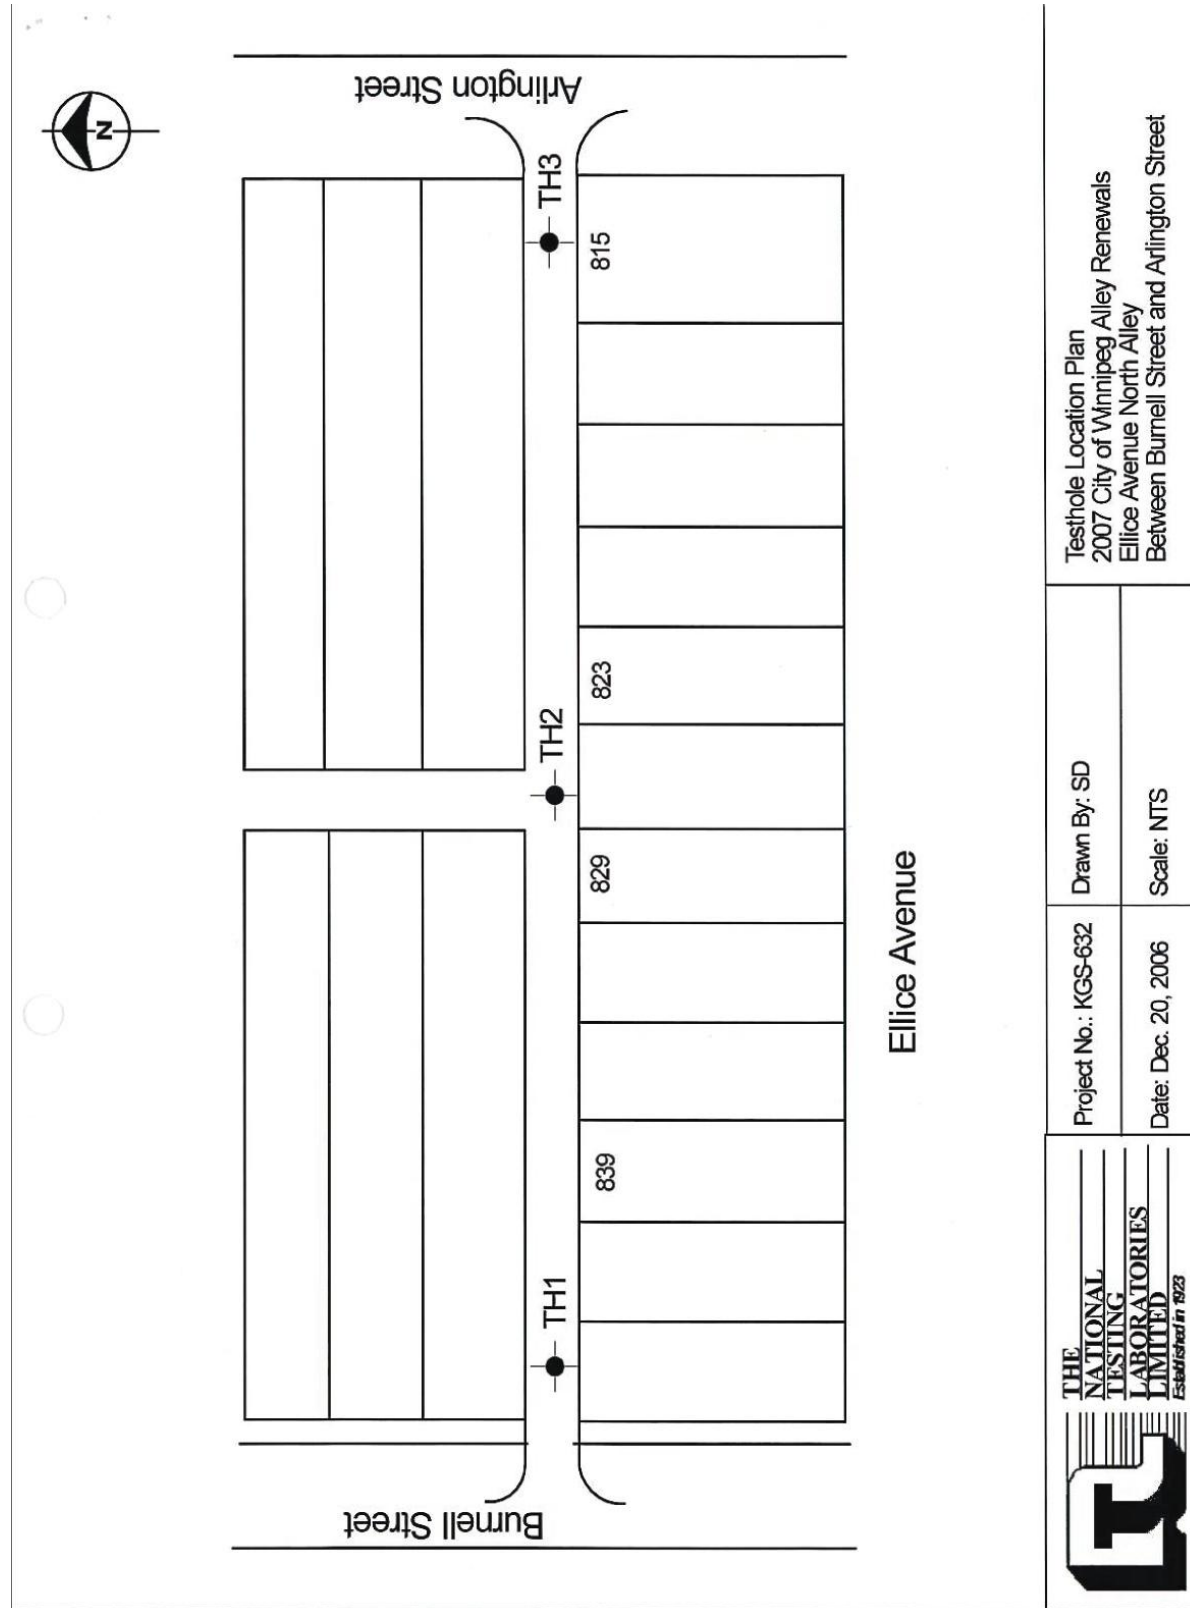 Arlington Street
N
TH3
815
823
TH2
829
Ellice Avenue
839
TH1
Burnell Street
Testhole Location Plan
2007 City of Winnipeg Alley Renewals
Ellice Avenue North Alley
Between Burnell Street and Arlington Street
Project No.: KGS-632
Drawn By: SD
Date: Dec. 20, 2006
Scale: NTS
THE
NATIONAL
TESTING
LABORATORIES
LIMITED
Established in 1923